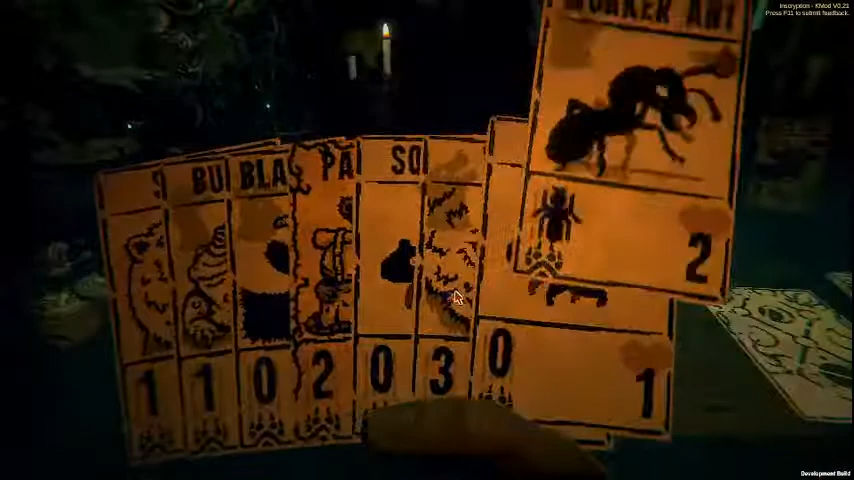 Inscryption - KMod V0.21
Press F11 to submit feedback.
WORKER ANT
2
S
BU
BLA
PA
SQ
1
1
0
2
0
3
0
1
Development Build